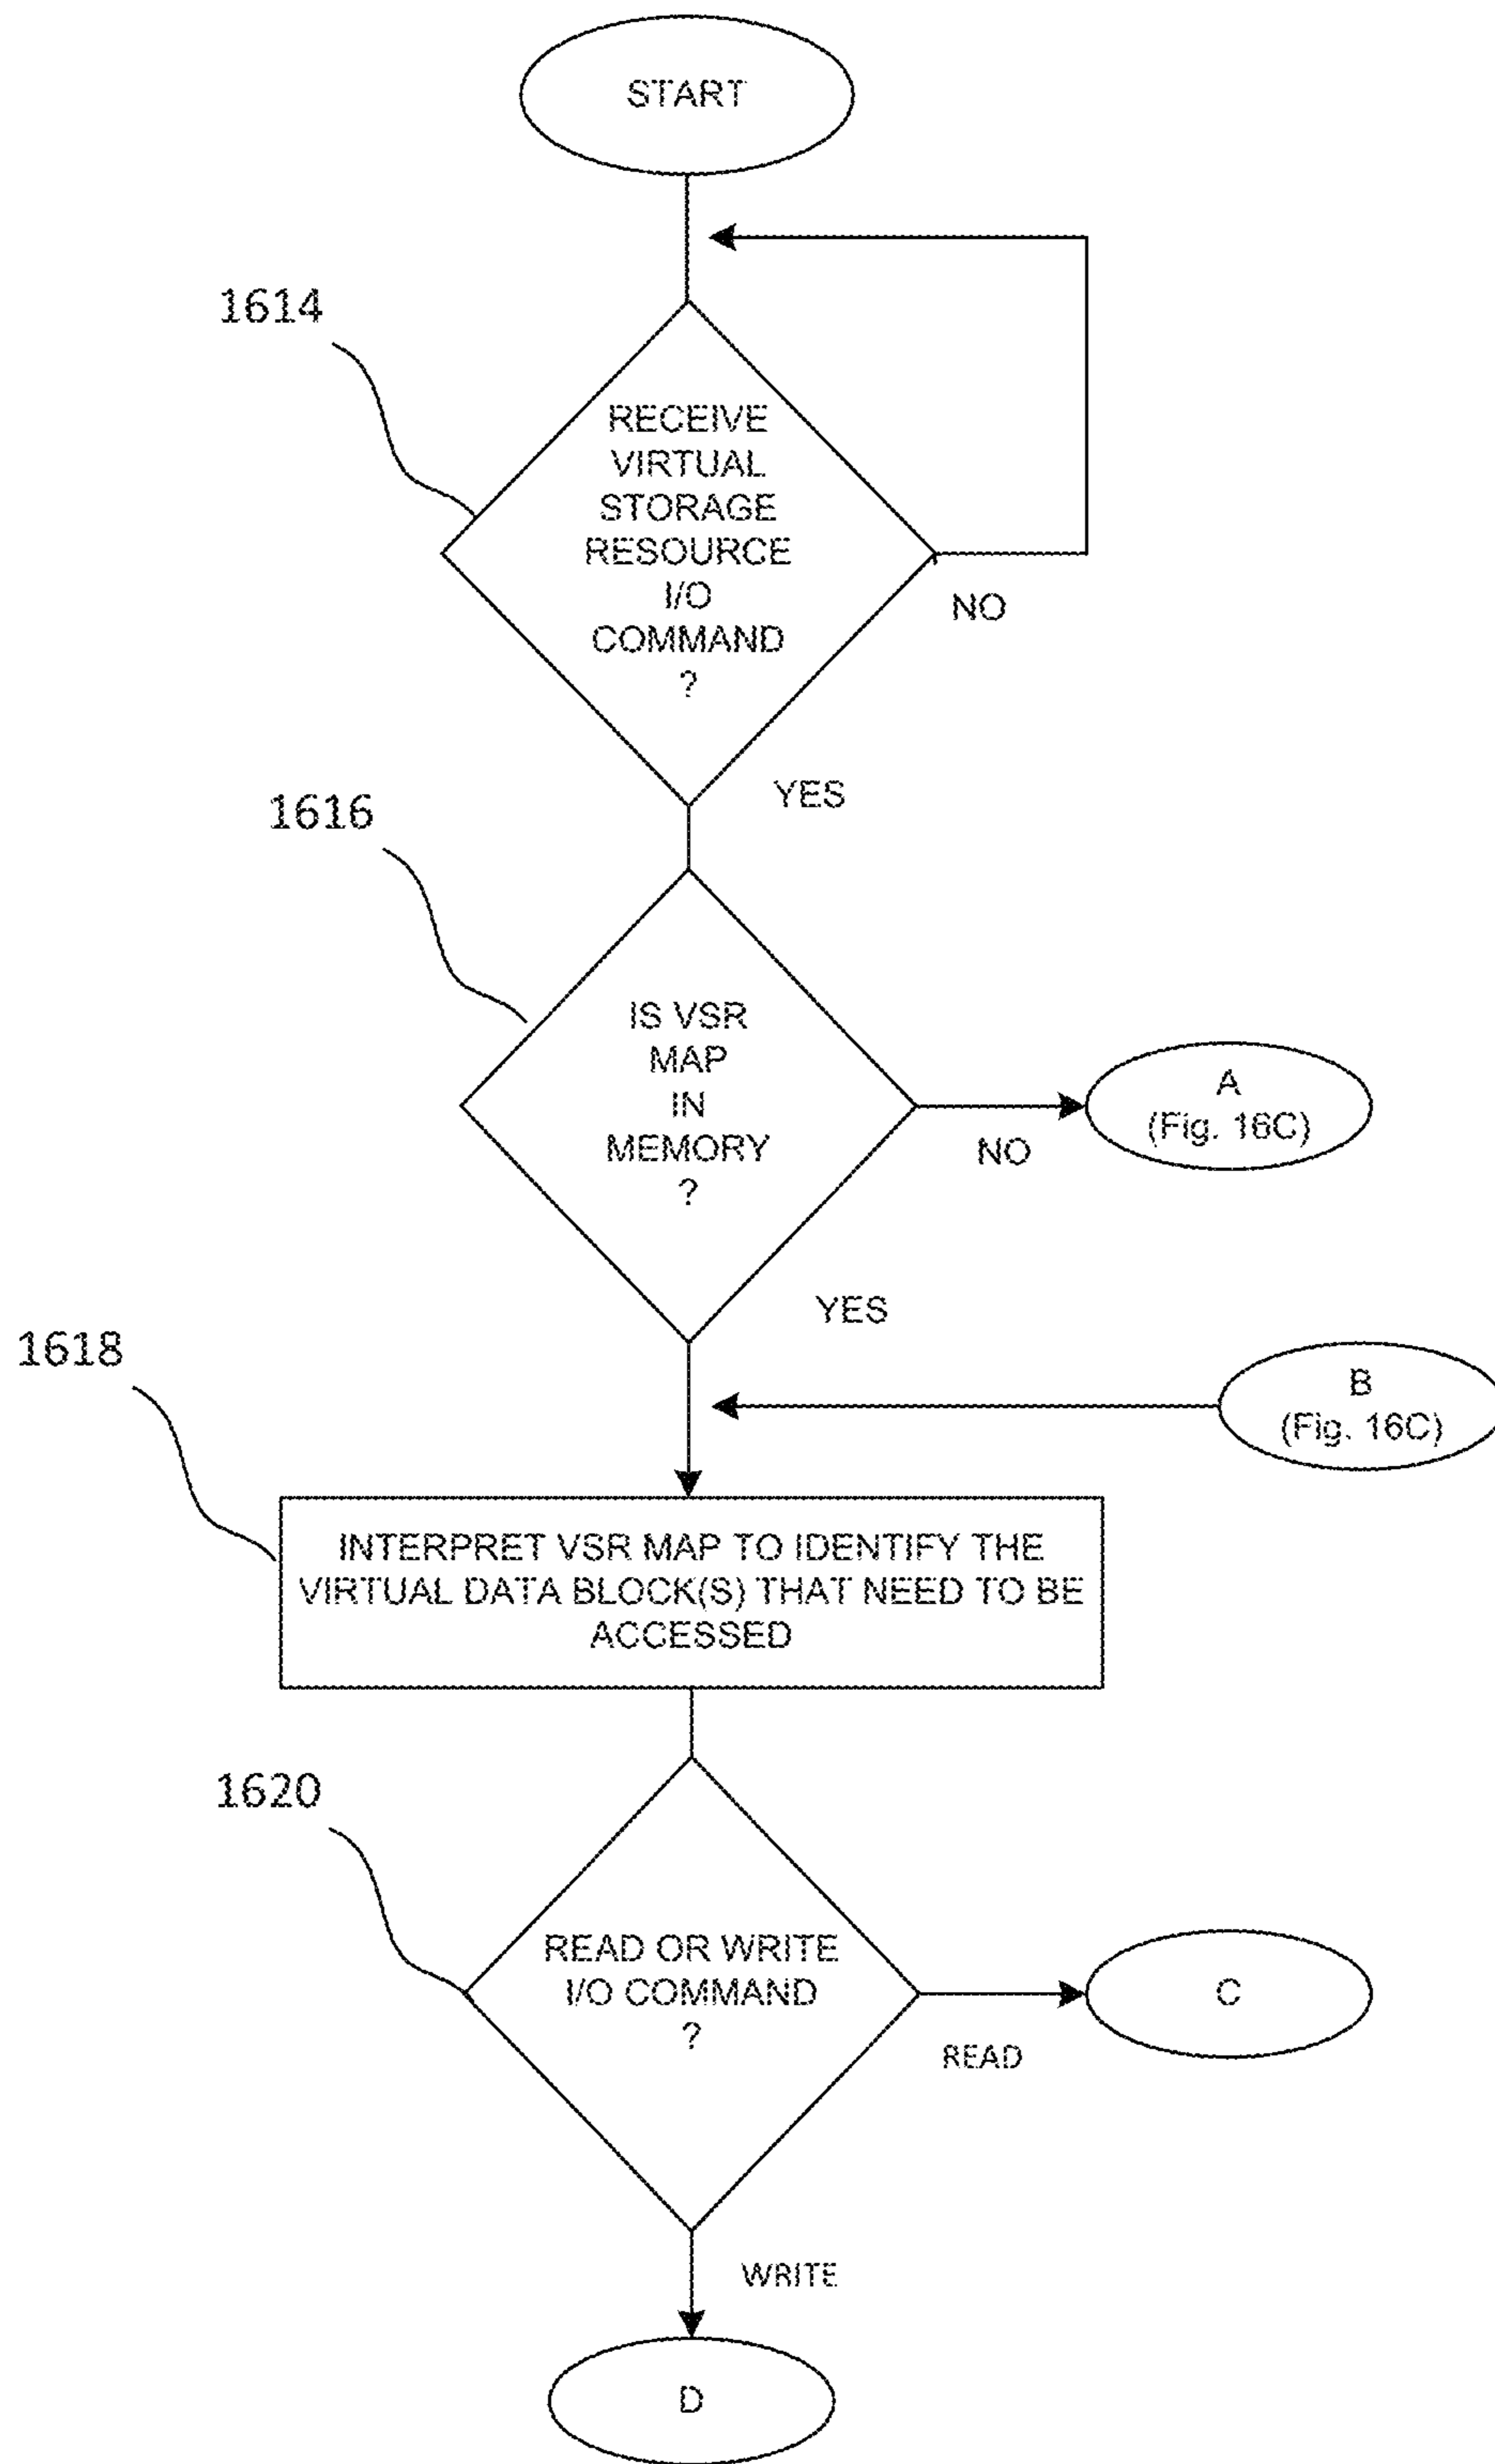 START
1614
RECEIVE
VIRTUAL
STORAGE
RESOURCE
I/O
COMMAND
?
NO
YES
1616
IS VSR
MAP
IN
MEMORY
?
NO
A
(Fig. 16C)
YES
1618
B
(Fig. 16C)
INTERPRET VSR MAP TO IDENTIFY THE
VIRTUAL DATA BLOCK(S) THAT NEED TO BE
ACCESSED
1620
READ OR WRITE
I/O COMMAND
?
READ
C
WRITE
D